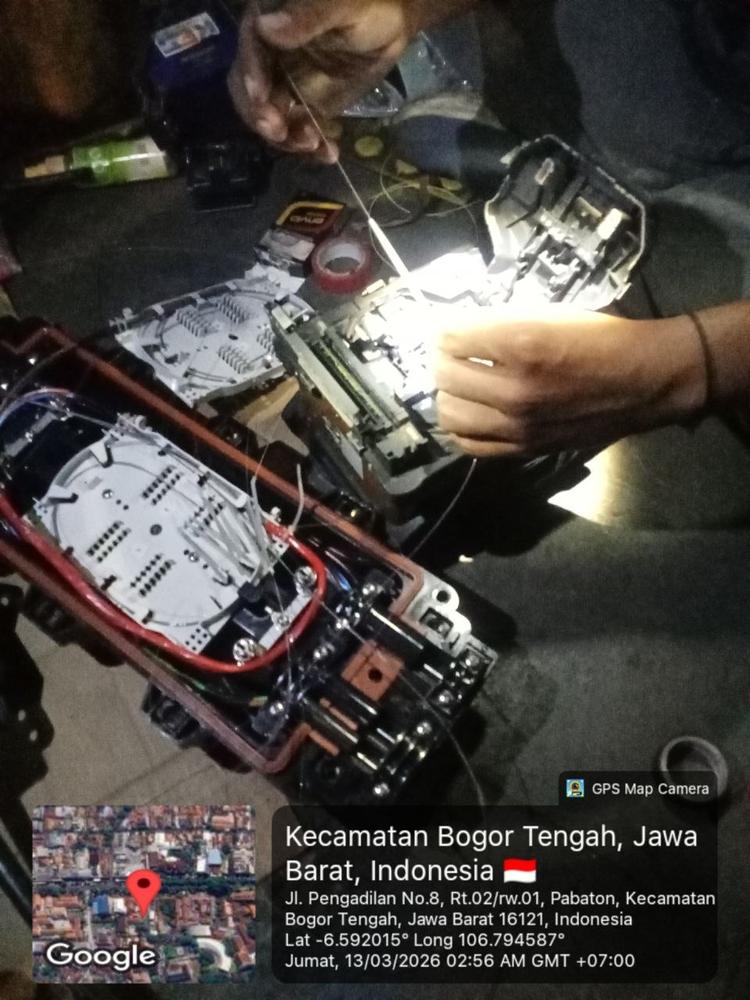 GPS Map Camera
Kecamatan Bogor Tengah, Jawa
Barat, Indonesia 🇮🇩
Jl. Pengadilan No.8, Rt.02/rw.01, Pabaton, Kecamatan
Bogor Tengah, Jawa Barat 16121, Indonesia
Lat -6.592015° Long 106.794587°
Jumat, 13/03/2026 02:56 AM GMT +07:00
Google